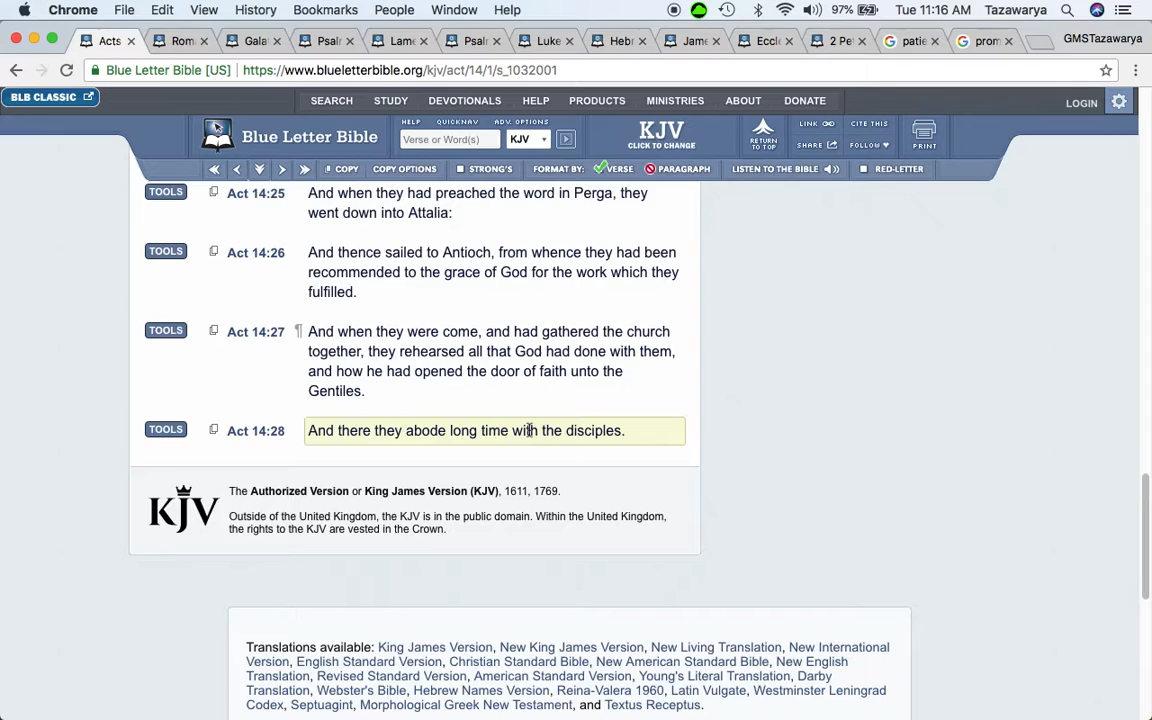 Chrome File Edit View History Bookmarks People Window Help 97% Tue 11:16 AM Tazawarya
Acts Rom Gala Psalr Lame Psalr Luke Hebr Jame Eccle 2 Pe patie prom GMSTazawarya
Blue Letter Bible [US] https://www.blueletterbible.org/kjv/act/14/1/s_1032001
BLB CLASSIC
SEARCH STUDY DEVOTIONALS HELP PRODUCTS MINISTRIES ABOUT DONATE LOGIN
HELP QUICKNAV ADV. OPTIONS
Blue Letter Bible Verse or Word(s) KJV
KJV
CLICK TO CHANGE
RETURN
TO TOP
LINK CITE THIS
SHARE FOLLOW PRINT
COPY COPY OPTIONS STRONG'S FORMAT BY: VERSE PARAGRAPH LISTEN TO THE BIBLE RED-LETTER
TOOLS Act 14:25 And when they had preached the word in Perga, they
went down into Attalia:
TOOLS Act 14:26 And thence sailed to Antioch, from whence they had been
recommended to the grace of God for the work which they
fulfilled.
TOOLS Act 14:27 ¶ And when they were come, and had gathered the church
together, they rehearsed all that God had done with them,
and how he had opened the door of faith unto the
Gentiles.
TOOLS Act 14:28 And there they abode long time with the disciples.
KJV
The Authorized Version or King James Version (KJV), 1611, 1769.
Outside of the United Kingdom, the KJV is in the public domain. Within the United Kingdom,
the rights to the KJV are vested in the Crown.
Translations available: King James Version, New King James Version, New Living Translation, New International
Version, English Standard Version, Christian Standard Bible, New American Standard Bible, New English
Translation, Revised Standard Version, American Standard Version, Young's Literal Translation, Darby
Translation, Webster's Bible, Hebrew Names Version, Reina-Valera 1960, Latin Vulgate, Westminster Leningrad
Codex, Septuagint, Morphological Greek New Testament, and Textus Receptus.